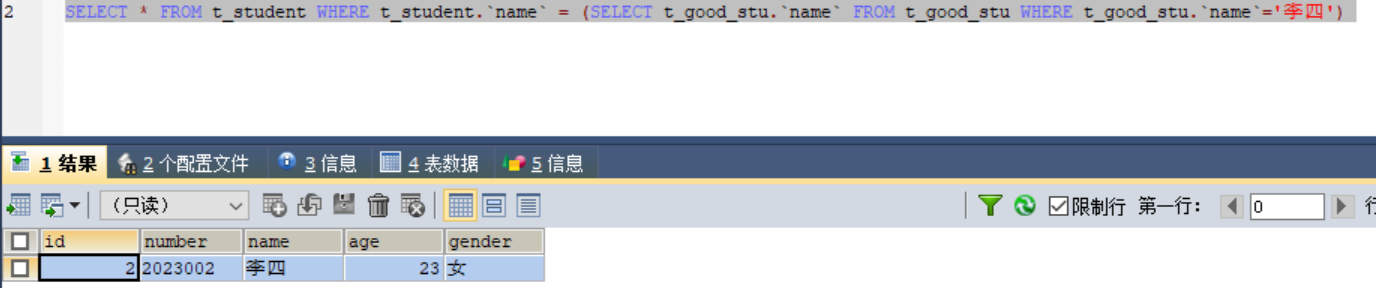 2 SELECT * FROM t_student WHERE t_student.`name` = (SELECT t_good_stu.`name` FROM t_good_stu WHERE t_good_stu.`name`='李四')
1 结果 2 个配置文件 3 信息 4 表数据 5 信息
(只读) 限制行 第一行: 0
id number name age gender
2 2023002 李四 23 女